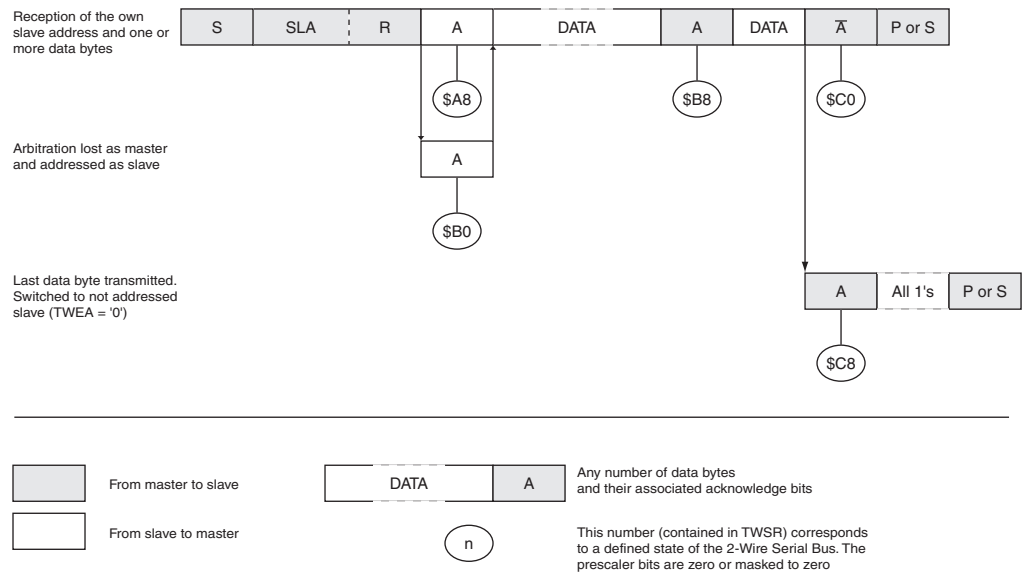 Reception of the own
slave address and one or
more data bytes
S SLA R A DATA A DATA A̅ P or S
$A8 $B8 $C0
Arbitration lost as master
and addressed as slave
A
$B0
Last data byte transmitted.
Switched to not addressed
slave (TWEA = '0')
A All 1's P or S
$C8
From master to slave
DATA A
Any number of data bytes
and their associated acknowledge bits
From slave to master
n
This number (contained in TWSR) corresponds
to a defined state of the 2-Wire Serial Bus. The
prescaler bits are zero or masked to zero